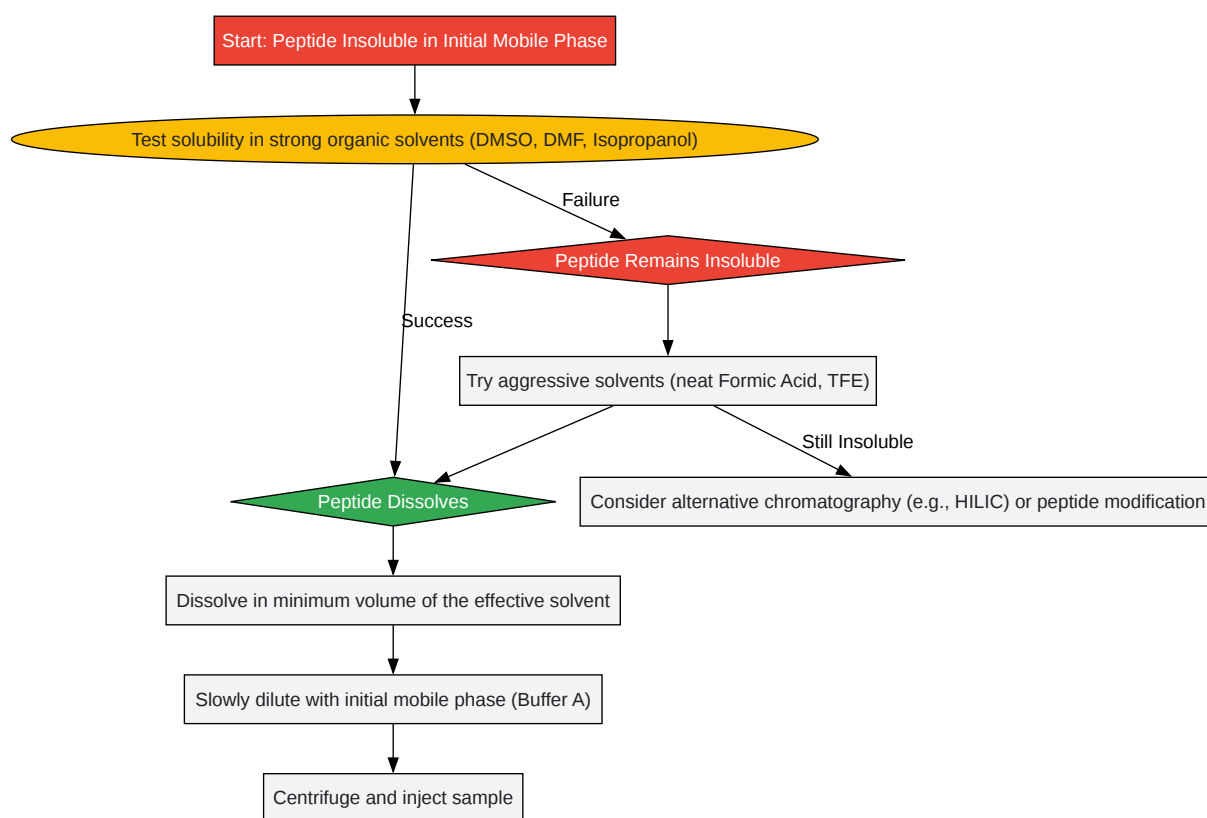 Start: Peptide Insoluble in Initial Mobile Phase
Test solubility in strong organic solvents (DMSO, DMF, Isopropanol)
Failure
Peptide Remains Insoluble
Success
Try aggressive solvents (neat Formic Acid, TFE)
Still Insoluble
Peptide Dissolves
Consider alternative chromatography (e.g., HILIC) or peptide modification
Dissolve in minimum volume of the effective solvent
Slowly dilute with initial mobile phase (Buffer A)
Centrifuge and inject sample